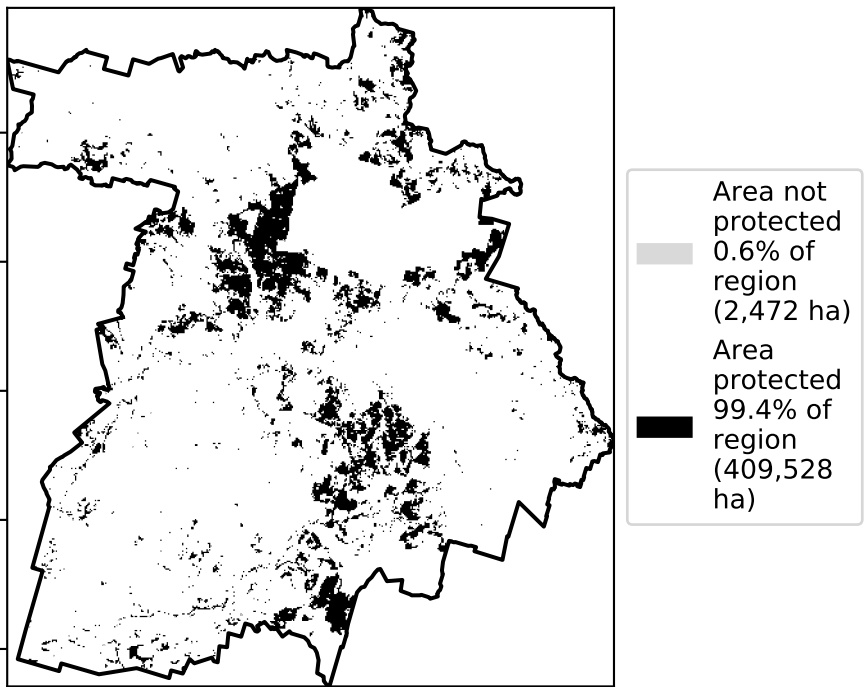 Area not
protected
0.6% of
region
(2,472 ha)
Area
protected
99.4% of
region
(409,528
ha)